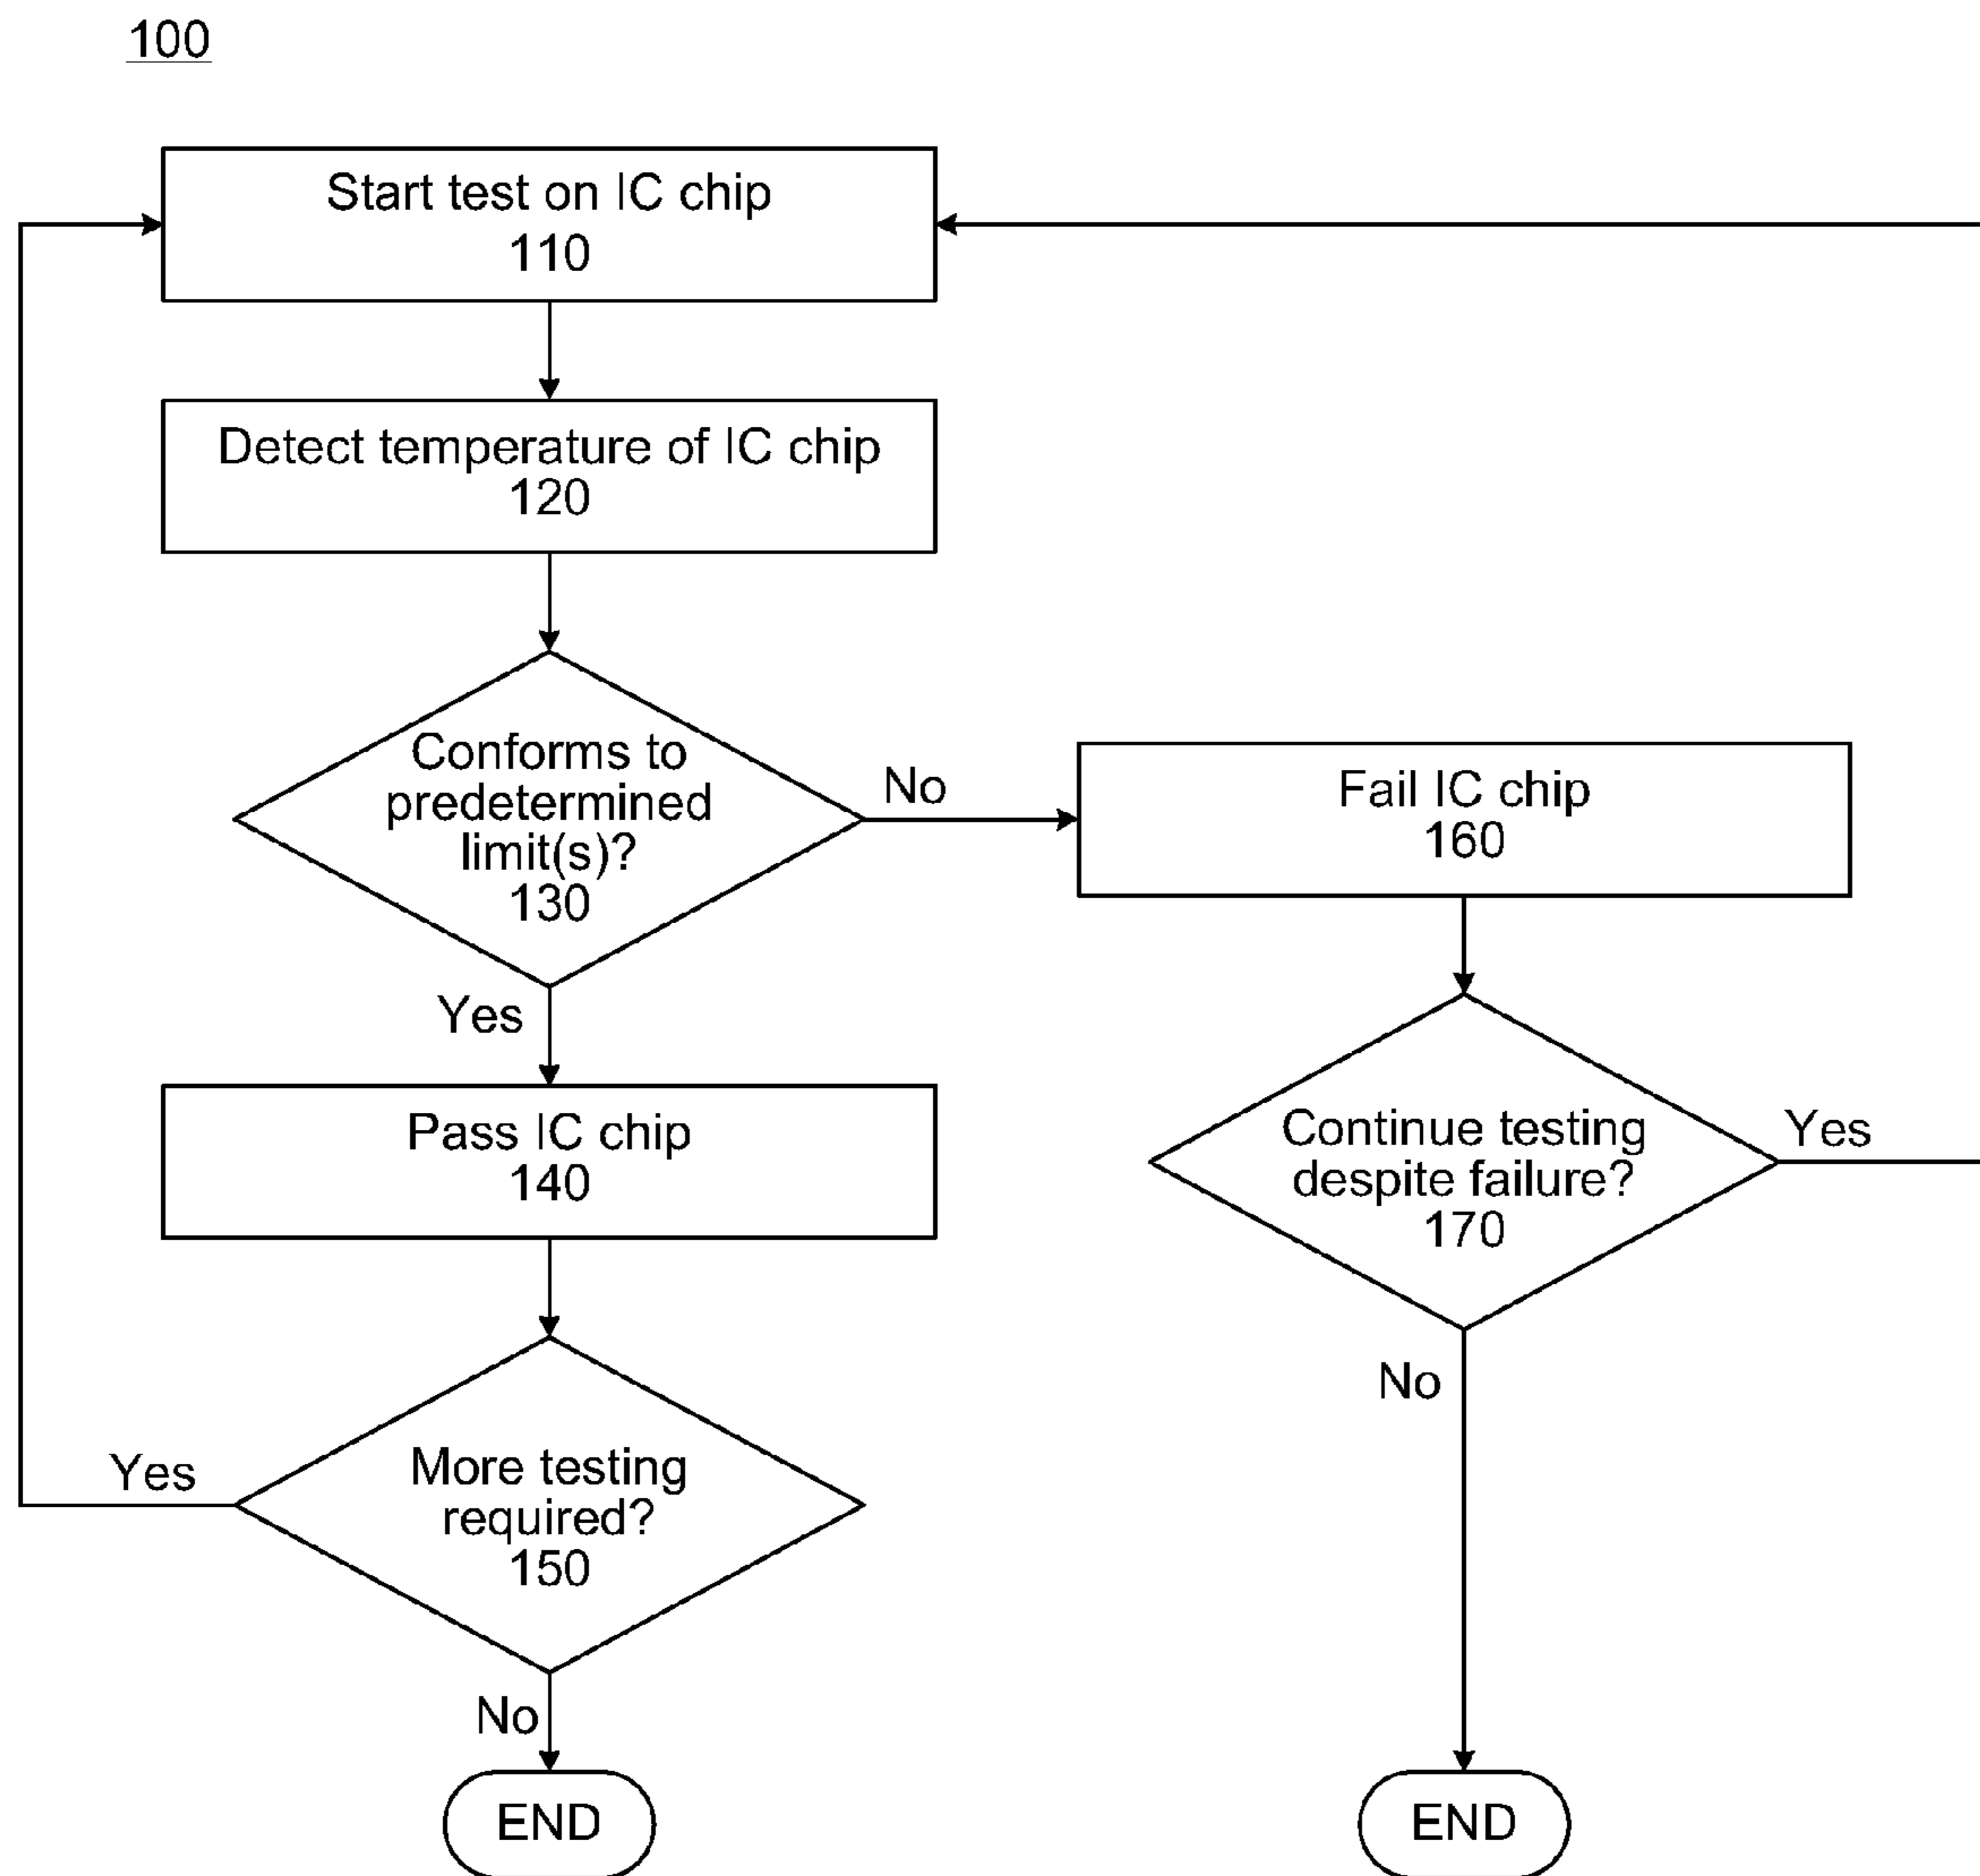 100
Start test on IC chip
110
Detect temperature of IC chip
120
Conforms to
predetermined
limit(s)?
130
No
Fail IC chip
160
Yes
Pass IC chip
140
Continue testing
despite failure?
170
Yes
No
More testing
required?
150
Yes
No
END
END